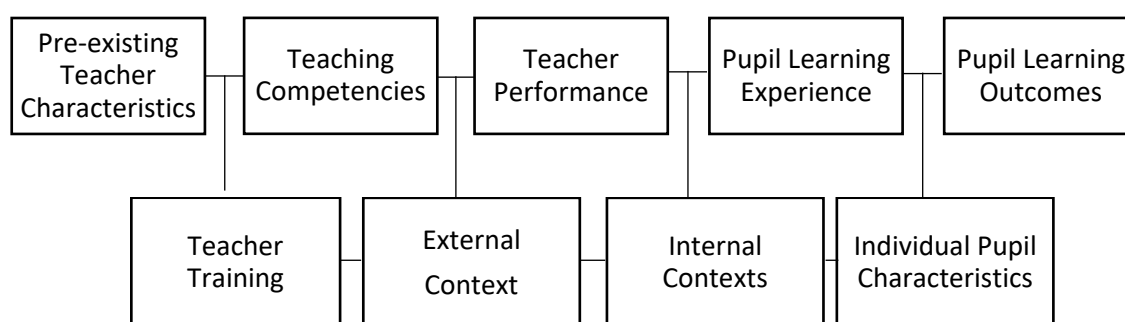 Pre-existing
Teacher
Characteristics
Teaching
Competencies
Teacher
Performance
Pupil Learning
Experience
Pupil Learning
Outcomes
Teacher
Training
External
Context
Internal
Contexts
Individual Pupil
Characteristics